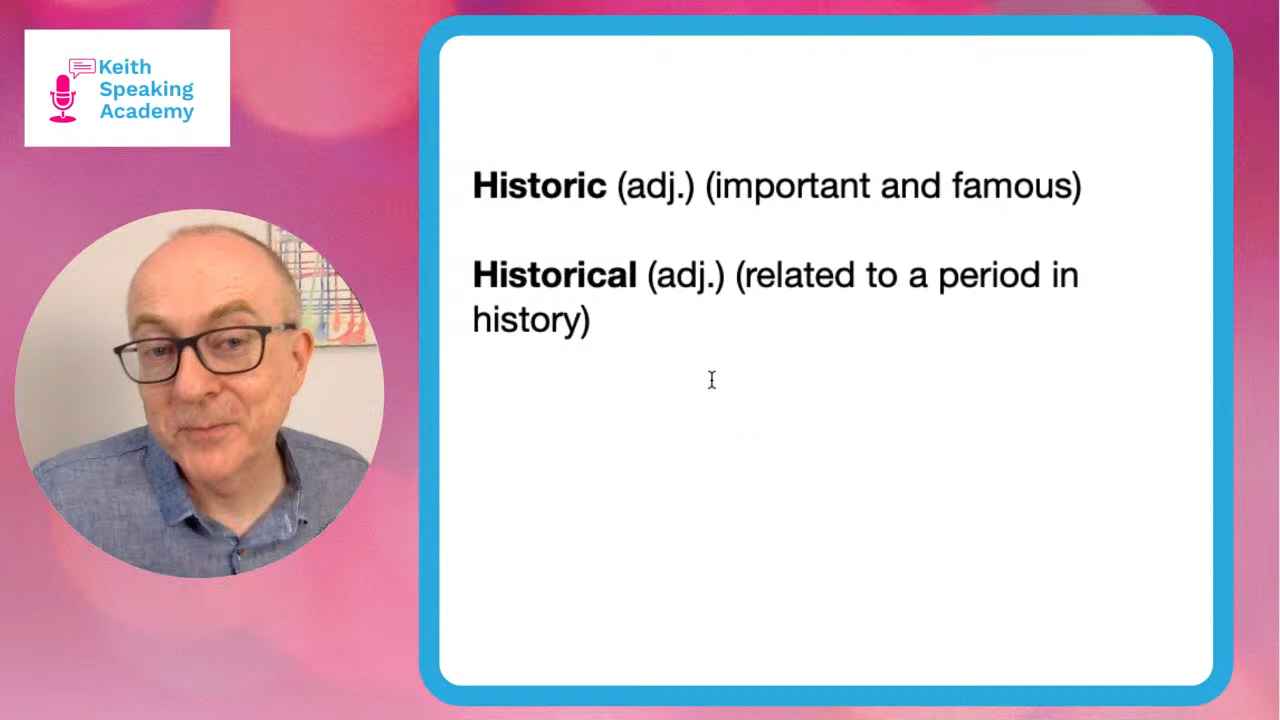 Keith
Speaking
Academy
Historic (adj.) (important and famous)
Historical (adj.) (related to a period in
history)